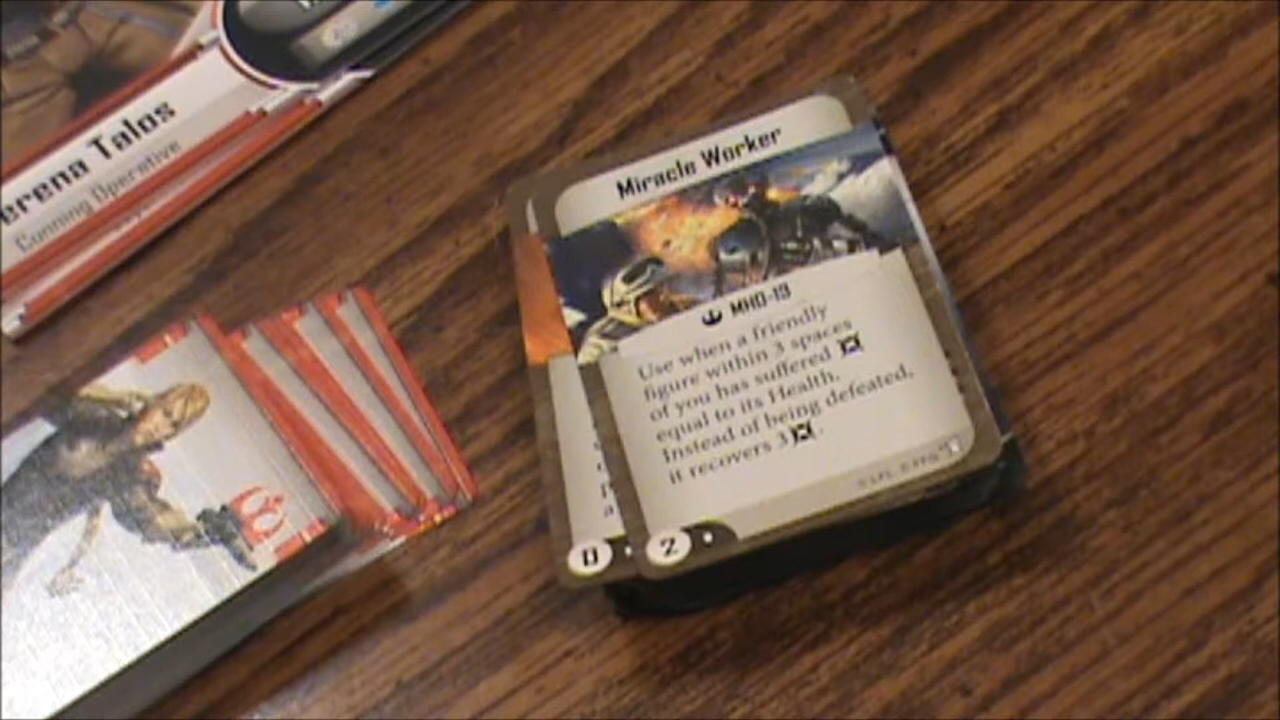 erena Talos
Cunning Operative
Miracle Worker
MHD-19
Use when a friendly
figure within 3 spaces
of you has suffered
equal to its Health.
Instead of being defeated,
it recovers 3 .
0
2